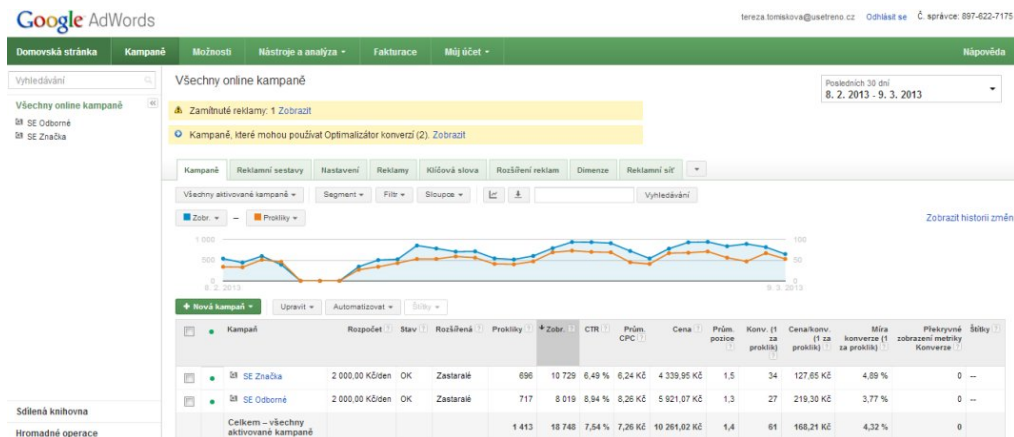 Google AdWords
tereza.tomiskova@usetreno.cz Odhlásit se Č. správce: 897-622-7175
Domovská stránka Kampaně Možnosti Nástroje a analýza Fakturace Můj účet Nápověda
Vyhledávání
Všechny online kampaně
SE Odborné
SE Značka
Všechny online kampaně
Posledních 30 dní
8. 2. 2013 - 9. 3. 2013
Zamítnuté reklamy: 1 Zobrazit
Kampaně, které mohou používat Optimalizátor konverzí (2). Zobrazit
Kampaně Reklamní sestavy Nastavení Reklamy Klíčová slova Rozšíření reklam Dimenze Reklamní síť
Všechny aktivované kampaně Segment Filtr Sloupce Vyhledávání
Zobr. – Prokliky Zobrazit historii změn
1 000 100
500 50
0 0
8. 2. 2013 9. 3. 2013
+ Nová kampaň Upravit Automatizovat Štítky
Kampaň Rozpočet ? Stav ? Rozšířená ? Prokliky ? Zobr. ? CTR ? Prům. CPC ? Cena ? Prům. pozice ? Konv. (1 za proklik) ? Cena/konv. (1 za proklik) ? Míra konverze (1 za proklik) ? Překryvné zobrazení metriky Konverze ? Štítky ?
SE Značka 2 000,00 Kč/den OK Zastaralé 696 10 729 6,49 % 6,24 Kč 4 339,95 Kč 1,5 34 127,65 Kč 4,89 % 0 --
SE Odborné 2 000,00 Kč/den OK Zastaralé 717 8 019 8,94 % 8,26 Kč 5 921,07 Kč 1,3 27 219,30 Kč 3,77 % 0 --
Celkem – všechny aktivované kampaně 1 413 18 748 7,54 % 7,26 Kč 10 261,02 Kč 1,4 61 168,21 Kč 4,32 % 0
Sdílená knihovna
Hromadné operace